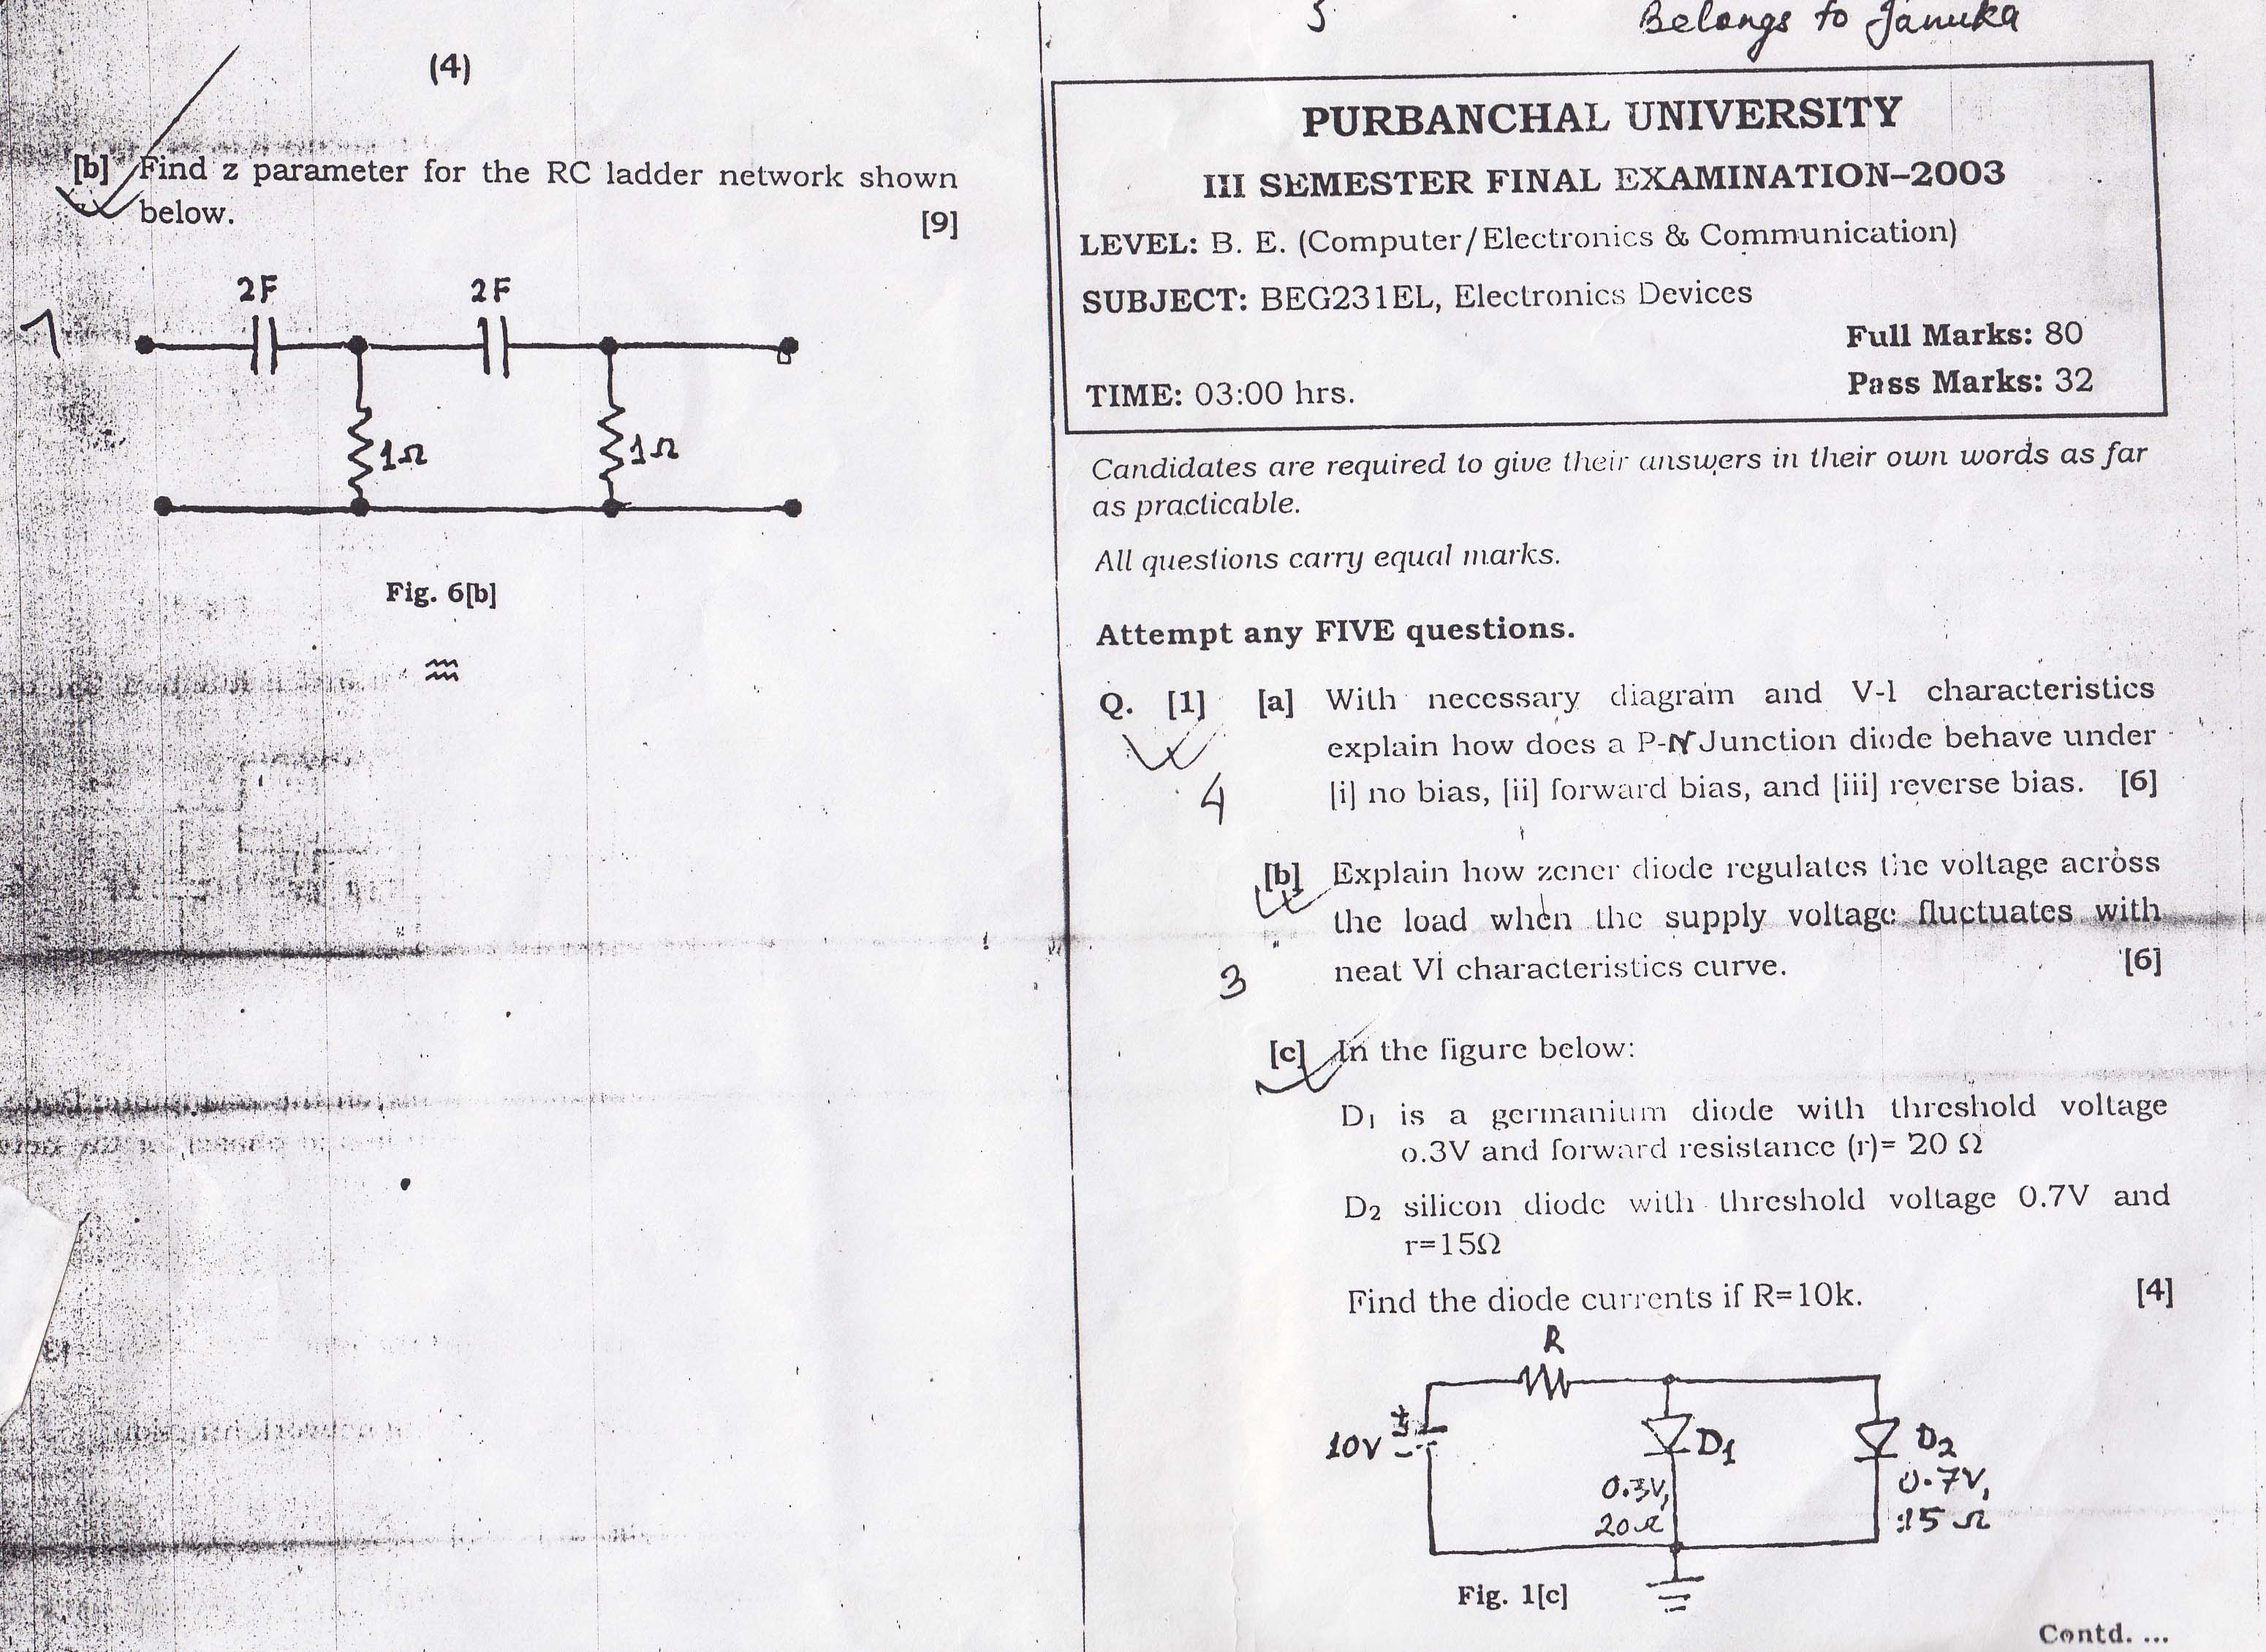 (4)
[b] Find z parameter for the RC ladder network shown
below. [9]
2F 2F
1Ω 1Ω
Fig. 6[b]
5 Belongs to Januka
PURBANCHAL UNIVERSITY
III SEMESTER FINAL EXAMINATION–2003
LEVEL: B. E. (Computer/Electronics & Communication)
SUBJECT: BEG231EL, Electronics Devices
Full Marks: 80
TIME: 03:00 hrs. Pass Marks: 32
Candidates are required to give their answers in their own words as far
as practicable.
All questions carry equal marks.
Attempt any FIVE questions.
Q. [1] [a] With necessary diagram and V-I characteristics
explain how does a P-N Junction diode behave under
[i] no bias, [ii] forward bias, and [iii] reverse bias. [6]
4
[b] Explain how zener diode regulates the voltage across
the load when the supply voltage fluctuates with
neat VI characteristics curve. [6]
3
[c] In the figure below:
D1 is a germanium diode with threshold voltage
0.3V and forward resistance (r)= 20 Ω
D2 silicon diode with threshold voltage 0.7V and
r=15Ω
Find the diode currents if R=10k. [4]
R
10V + - D1 D2
0.3V, 0.7V,
20Ω 15Ω
Fig. 1[c]
Contd. ...